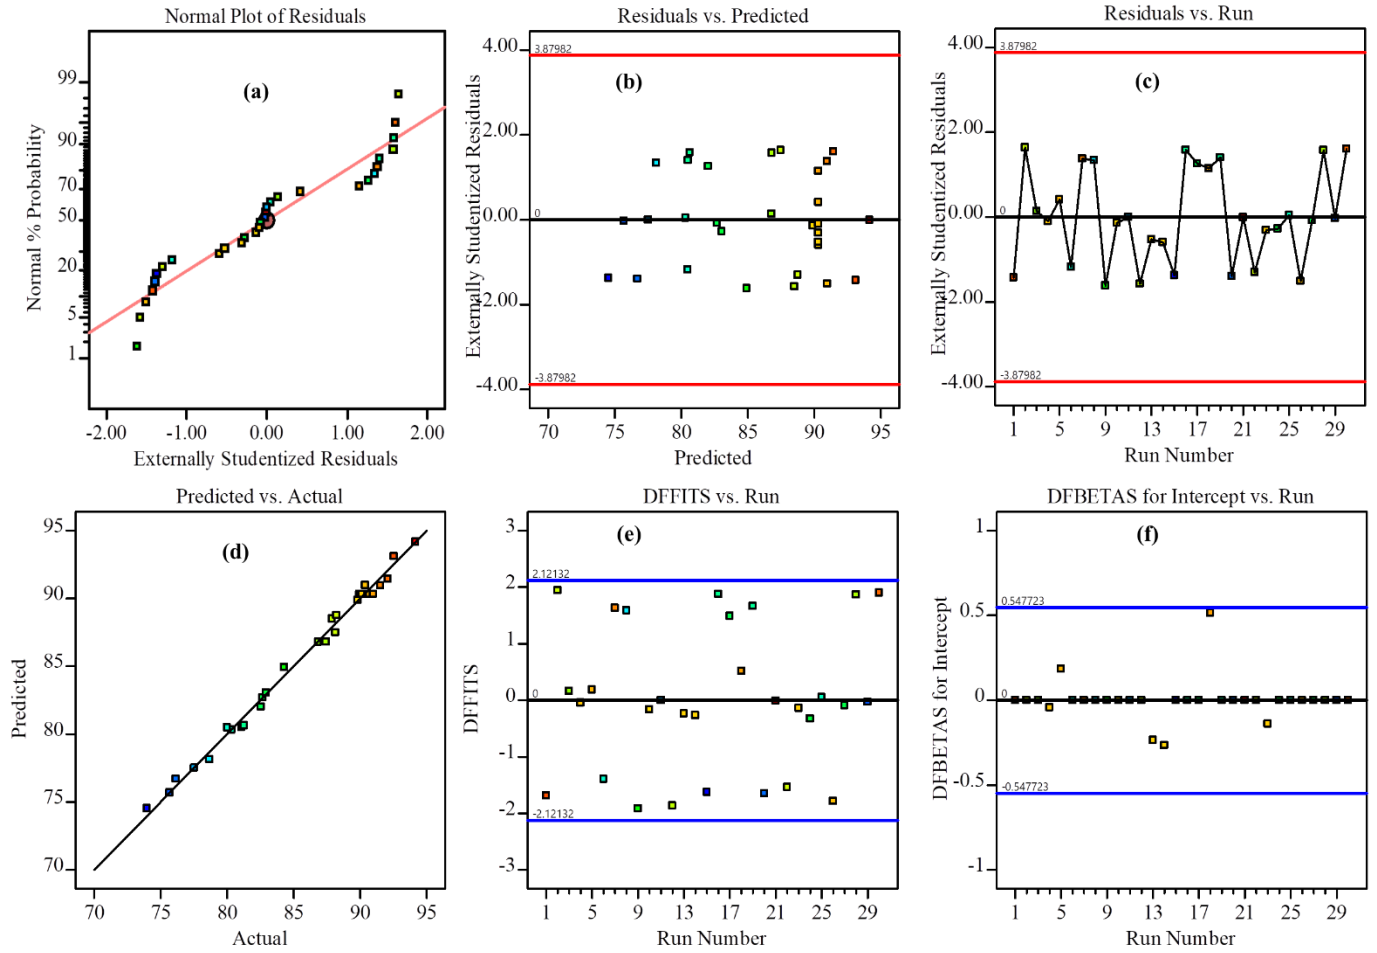 Normal Plot of Residuals
(a)
Normal % Probability
99
90
70
50
20
5
1
-2.00 -1.00 0.00 1.00 2.00
Externally Studentized Residuals
Residuals vs. Predicted
(b)
Externally Studentized Residuals
4.00
2.00
0.00
-2.00
-4.00
3.87982
0
-3.87982
70 75 80 85 90 95
Predicted
Residuals vs. Run
(c)
Externally Studentized Residuals
4.00
2.00
0.00
-2.00
-4.00
3.87982
0
-3.87982
1 5 9 13 17 21 25 29
Run Number
Predicted vs. Actual
(d)
Predicted
95
90
85
80
75
70
70 75 80 85 90 95
Actual
DFFITS vs. Run
(e)
DFFITS
3
2
1
0
-1
-2
-3
2.12132
0
-2.12132
1 5 9 13 17 21 25 29
Run Number
DFBETAS for Intercept vs. Run
(f)
DFBETAS for Intercept
1
0.5
0
-0.5
-1
0.547723
0
-0.547723
1 5 9 13 17 21 25 29
Run Number